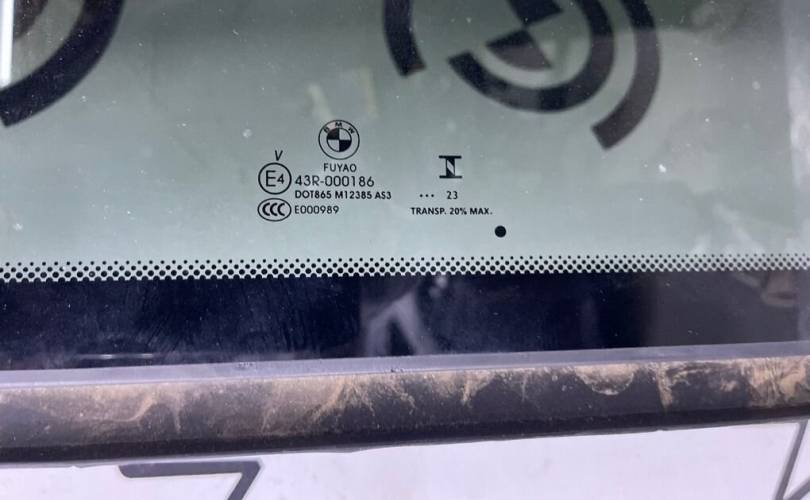 BMW
FUYAO
V
E4 43R-000186
DOT865 M12385 AS3
CCC E000989
N
... 23
TRANSP. 20% MAX.